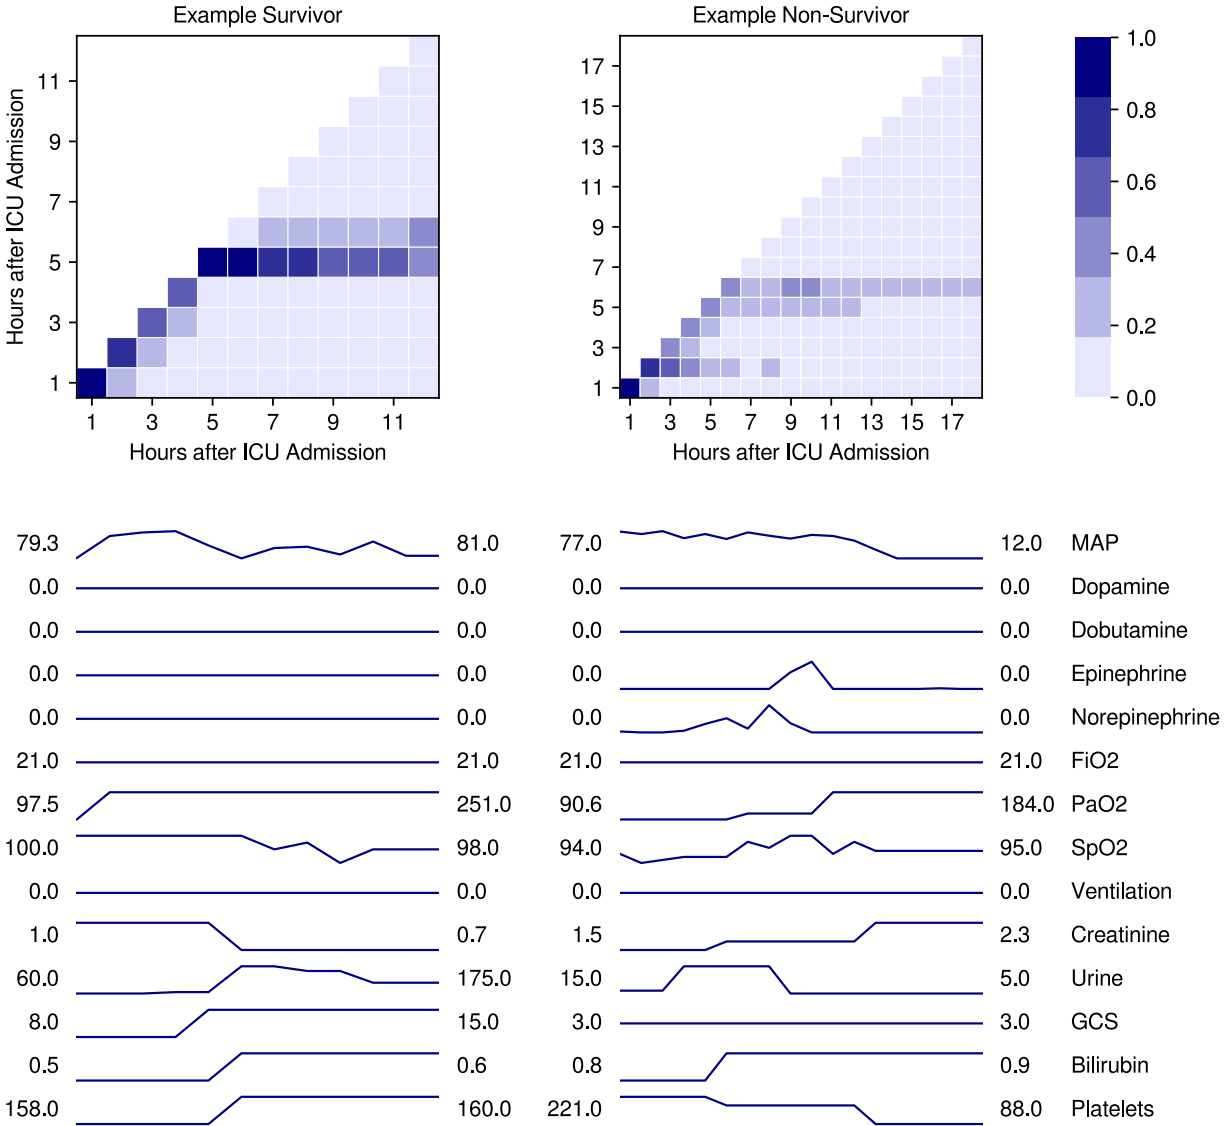 Example Survivor
Example Non-Survivor
Hours after ICU Admission
11
9
7
5
3
1
1 3 5 7 9 11
Hours after ICU Admission
17
15
13
11
9
7
5
3
1
1 3 5 7 9 11 13 15 17
Hours after ICU Admission
1.0
0.8
0.6
0.4
0.2
0.0
79.3 81.0 77.0 12.0 MAP
0.0 0.0 0.0 0.0 Dopamine
0.0 0.0 0.0 0.0 Dobutamine
0.0 0.0 0.0 0.0 Epinephrine
0.0 0.0 0.0 0.0 Norepinephrine
21.0 21.0 21.0 21.0 FiO2
97.5 251.0 90.6 184.0 PaO2
100.0 98.0 94.0 95.0 SpO2
0.0 0.0 0.0 0.0 Ventilation
1.0 0.7 1.5 2.3 Creatinine
60.0 175.0 15.0 5.0 Urine
8.0 15.0 3.0 3.0 GCS
0.5 0.6 0.8 0.9 Bilirubin
158.0 160.0 221.0 88.0 Platelets